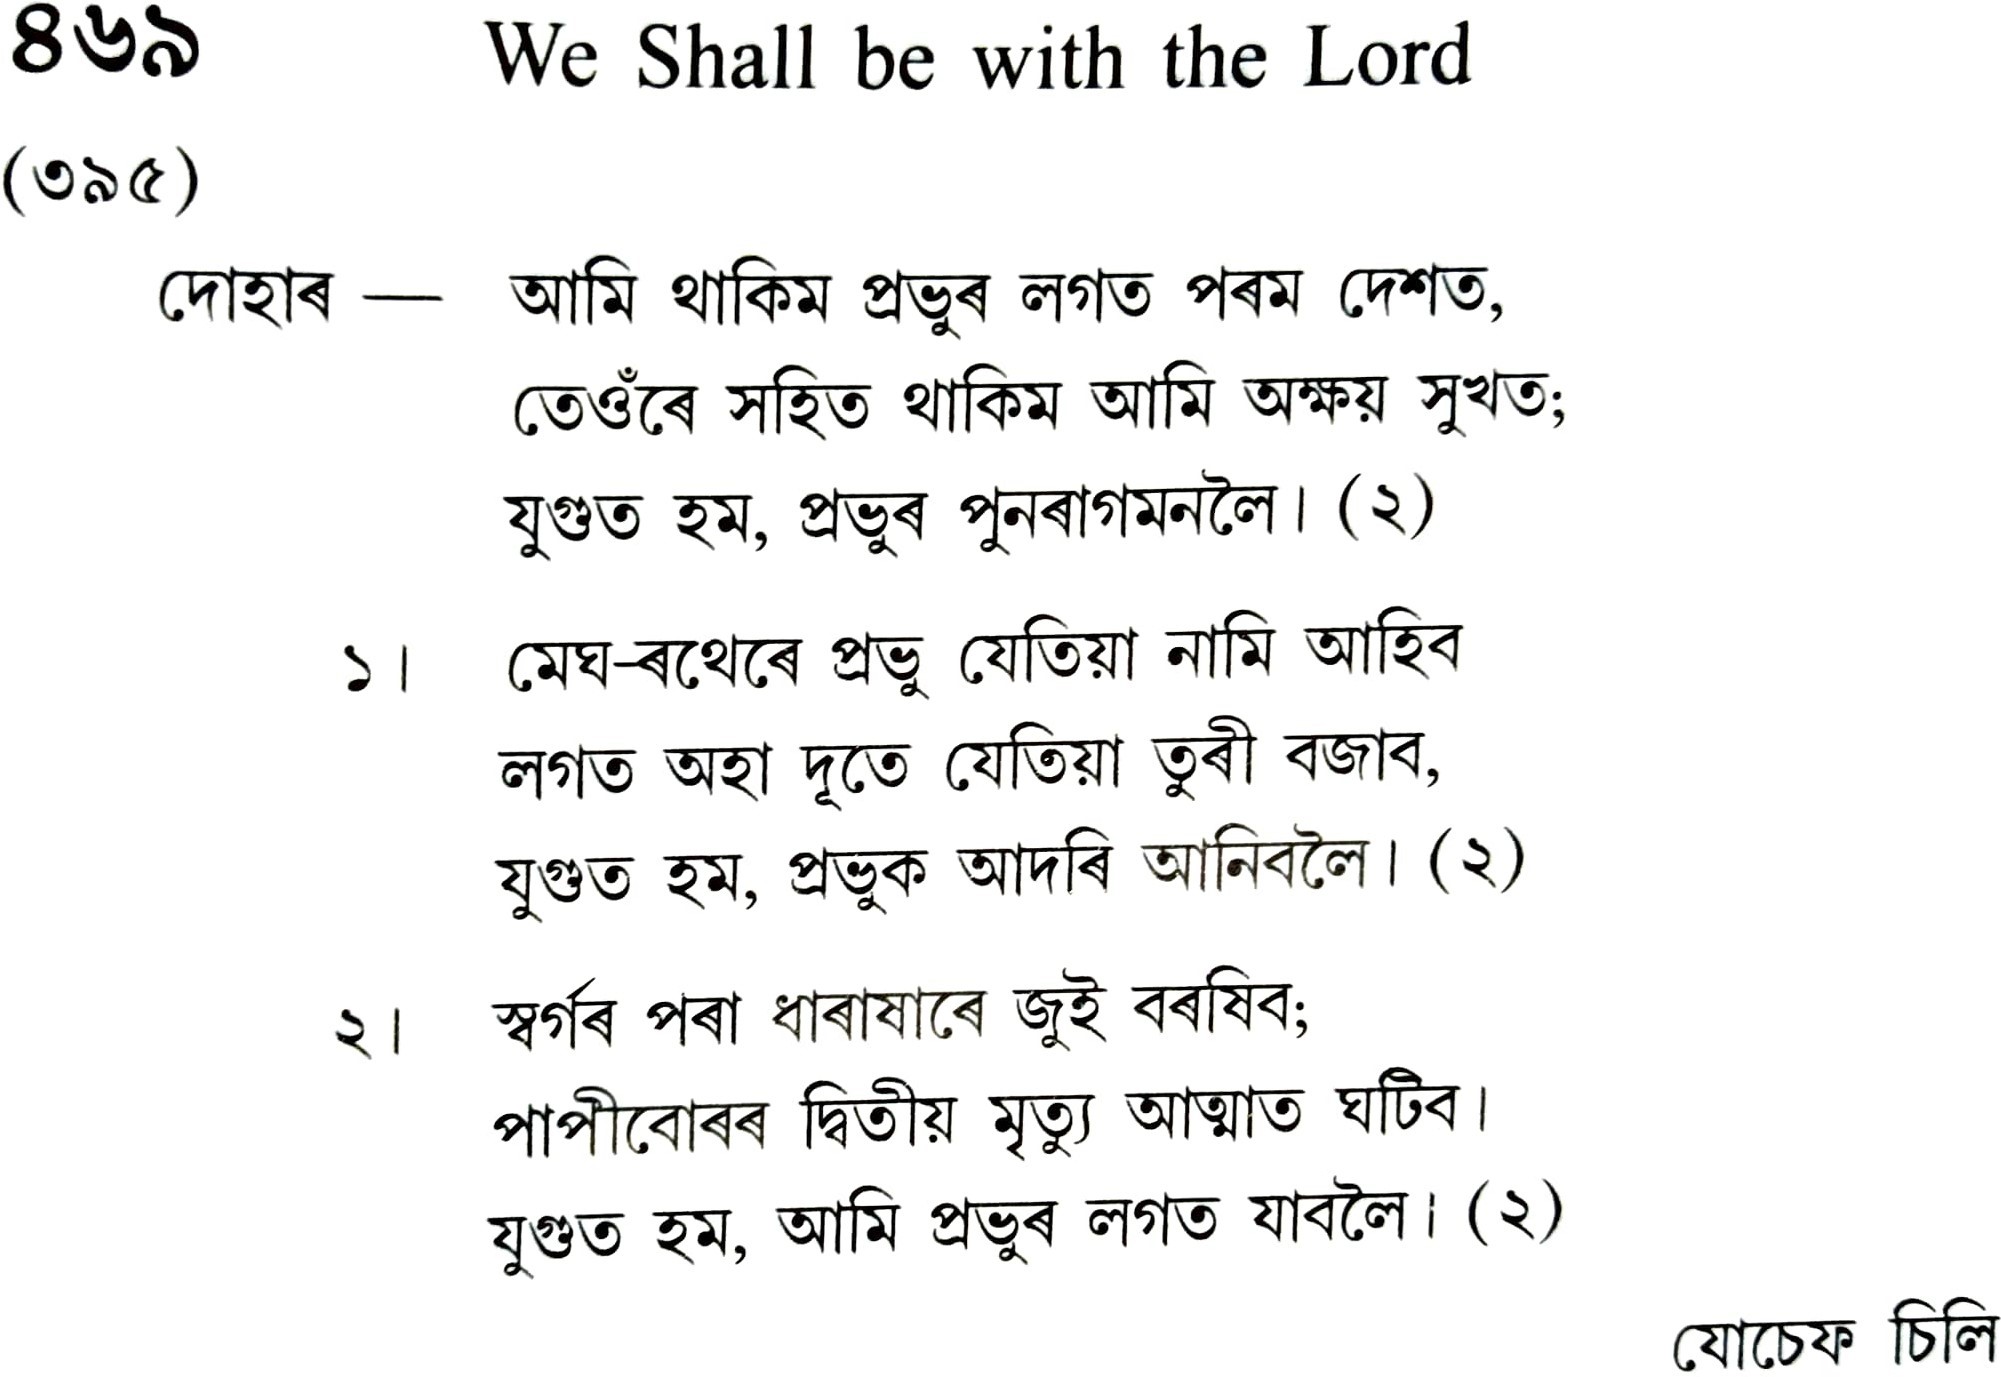 ৪৬৯ We Shall be with the Lord
(৩৯৫)
দোহাৰ — আমি থাকিম প্ৰভুৰ লগত পৰম দেশত,
তেওঁৰে সহিত থাকিম আমি অক্ষয় সুখত;
যুগুত হম, প্ৰভুৰ পুনৰাগমনলৈ। (২)
১। মেঘ-ৰথেৰে প্ৰভু যেতিয়া নামি আহিব
লগত অহা দূতে যেতিয়া তুৰী বজাব,
যুগুত হম, প্ৰভুক আদৰি আনিবলৈ। (২)
২। স্বৰ্গৰ পৰা ধাৰাষাৰে জুই বৰষিব;
পাপীবোৰৰ দ্বিতীয় মৃত্যু আত্মাত ঘটিব।
যুগুত হম, আমি প্ৰভুৰ লগত যাবলৈ। (২)
যোচেফ চিলি